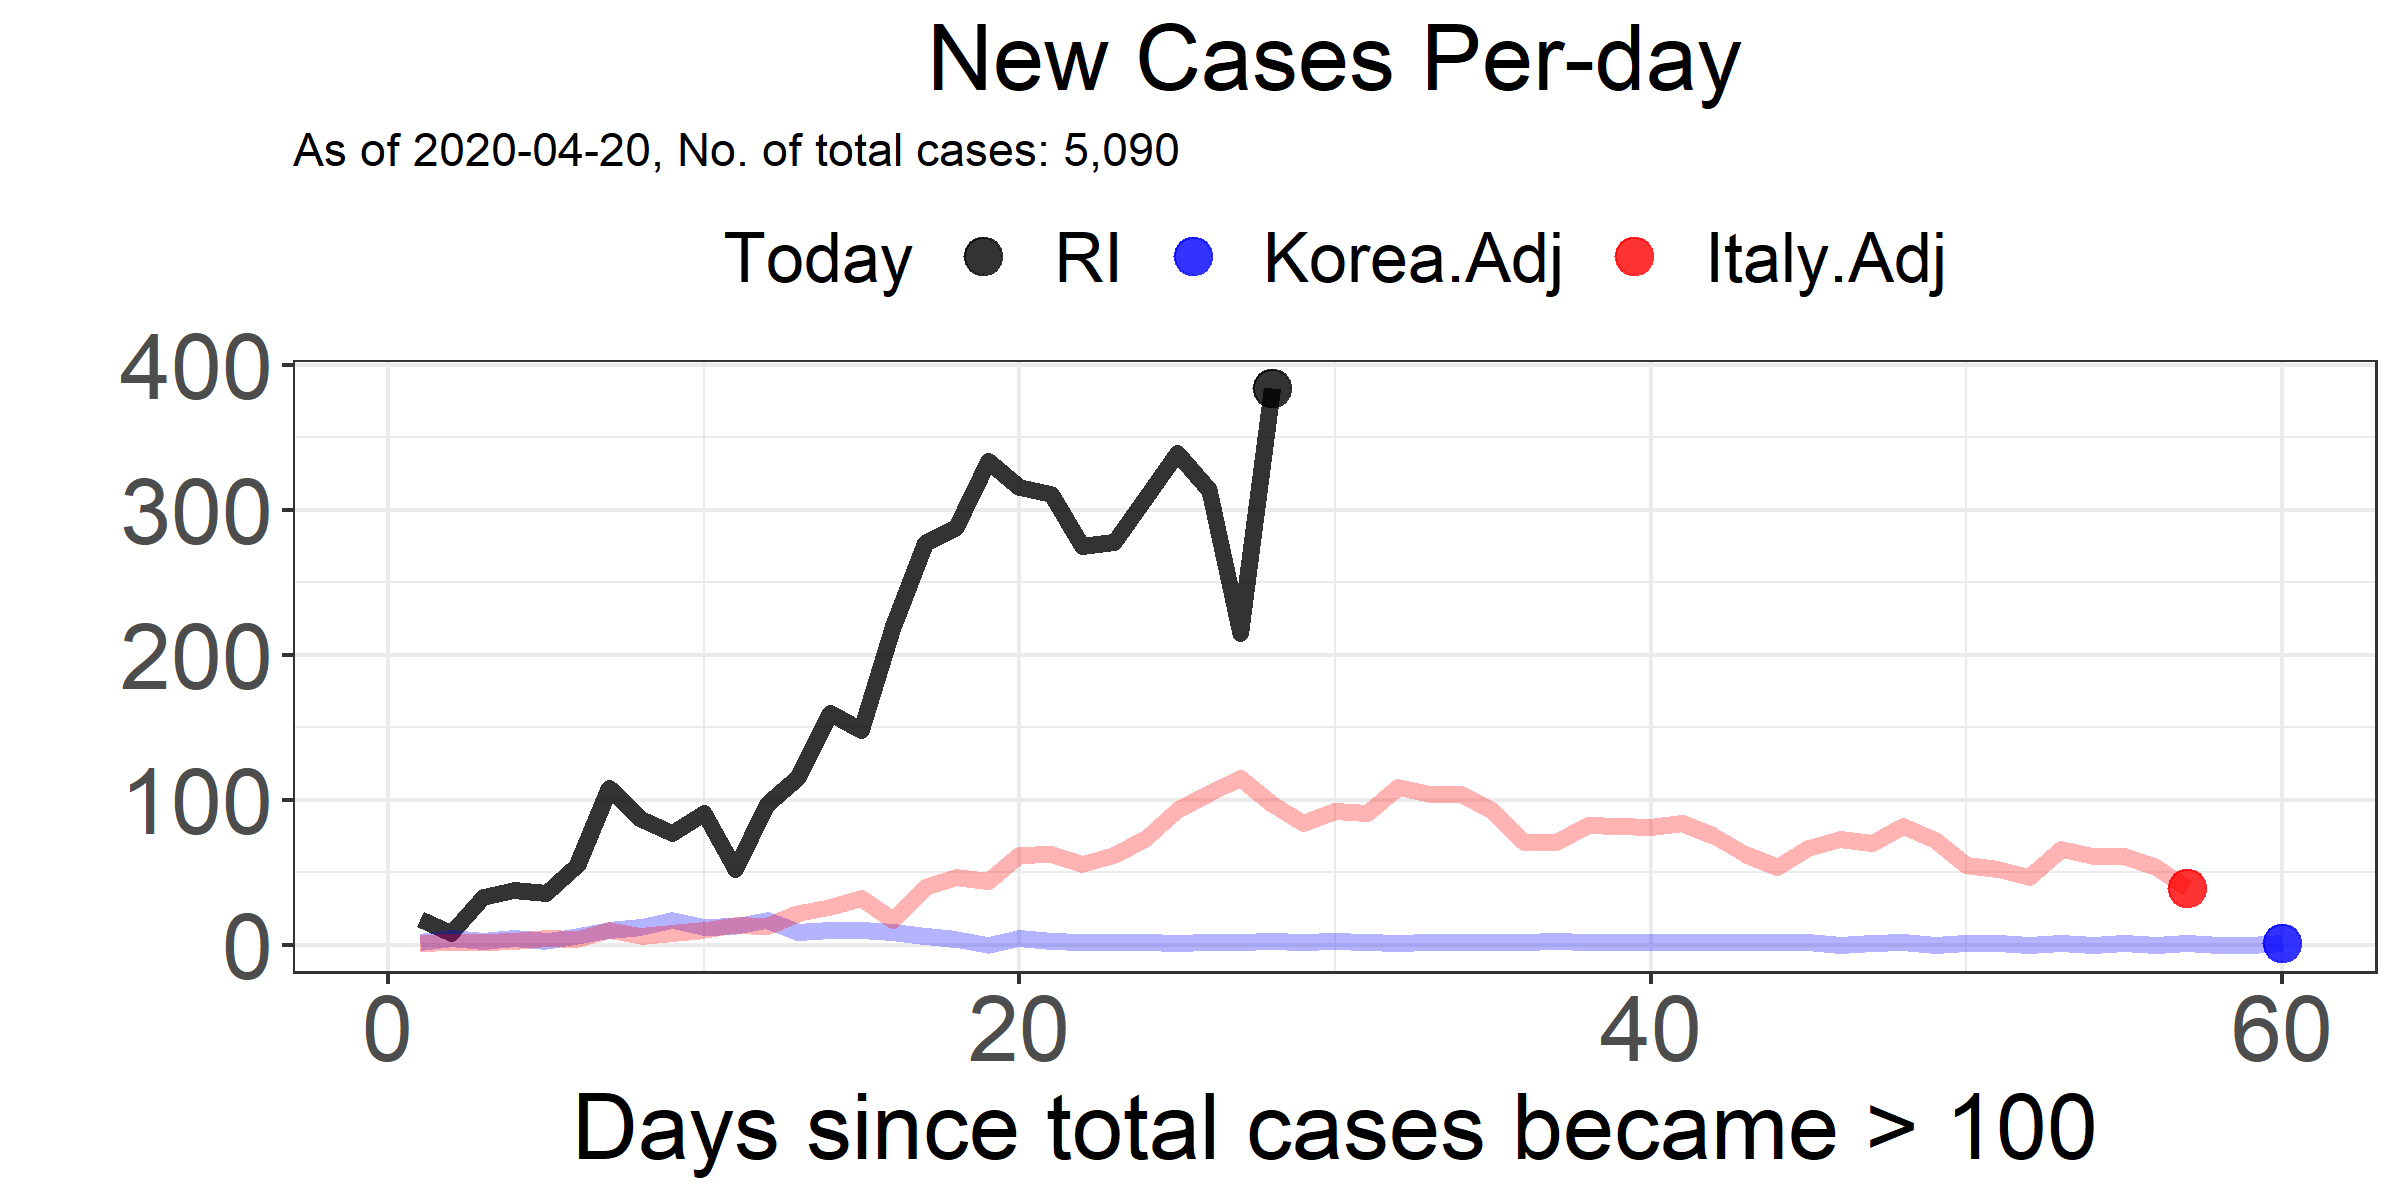 New Cases Per-day
As of 2020-04-20, No. of total cases: 5,090
Today RI Korea.Adj Italy.Adj
400
300
200
100
0
0 20 40 60
Days since total cases became > 100